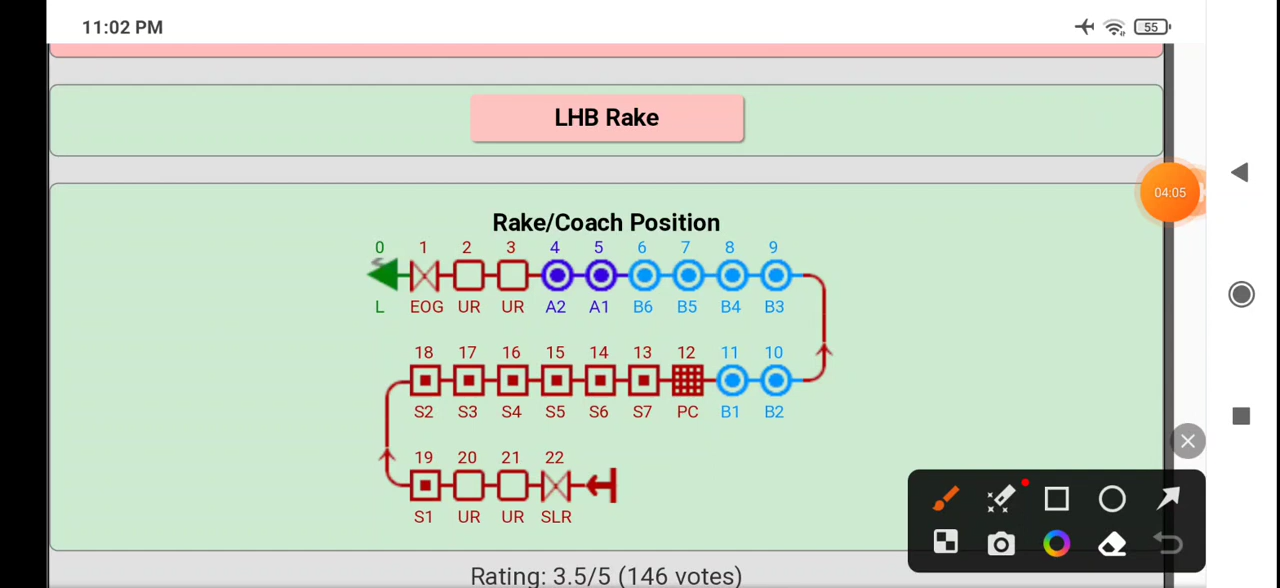 11:02 PM
55
LHB Rake
04:05
Rake/Coach Position
0 1 2 3 4 5 6 7 8 9
L EOG UR UR A2 A1 B6 B5 B4 B3
18 17 16 15 14 13 12 11 10
S2 S3 S4 S5 S6 S7 PC B1 B2
19 20 21 22
S1 UR UR SLR
Rating: 3.5/5 (146 votes)